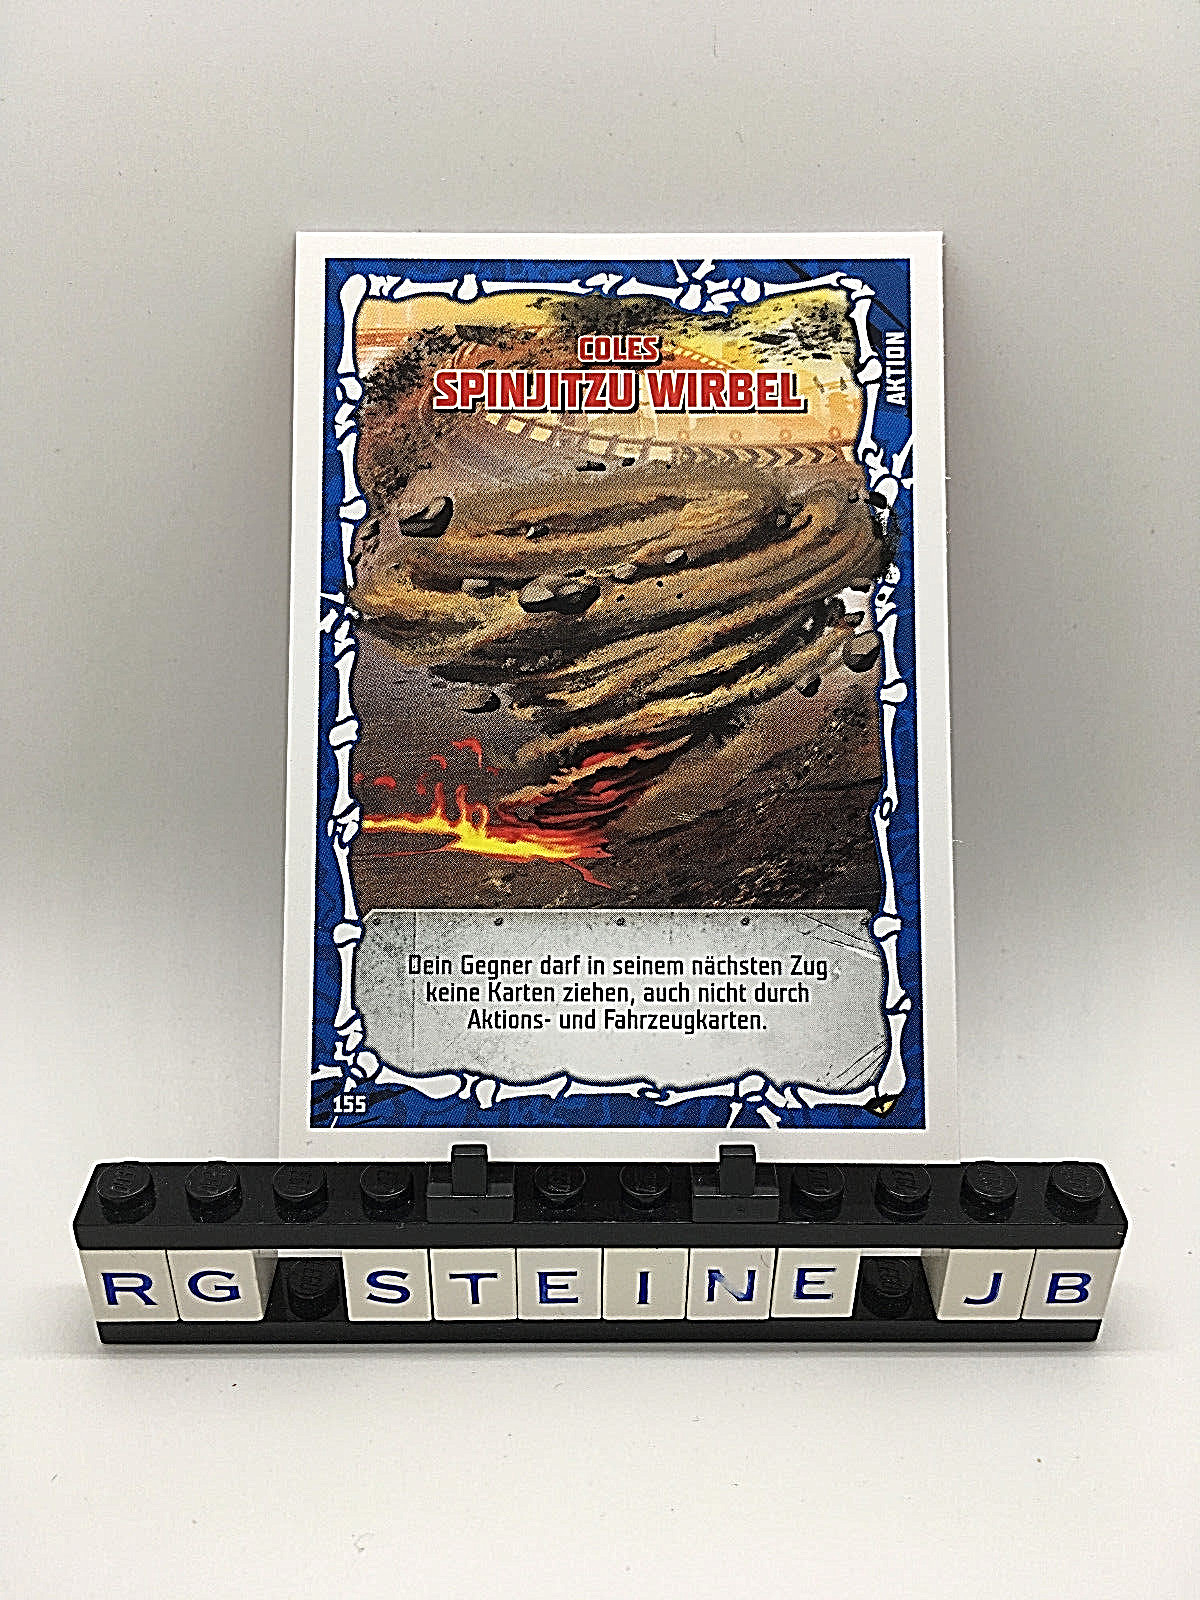 COLES
SPINJITZU WIRBEL
AKTION
Dein Gegner darf in seinem nächsten Zug
keine Karten ziehen, auch nicht durch
Aktions- und Fahrzeugkarten.
155
RG STEINE JB